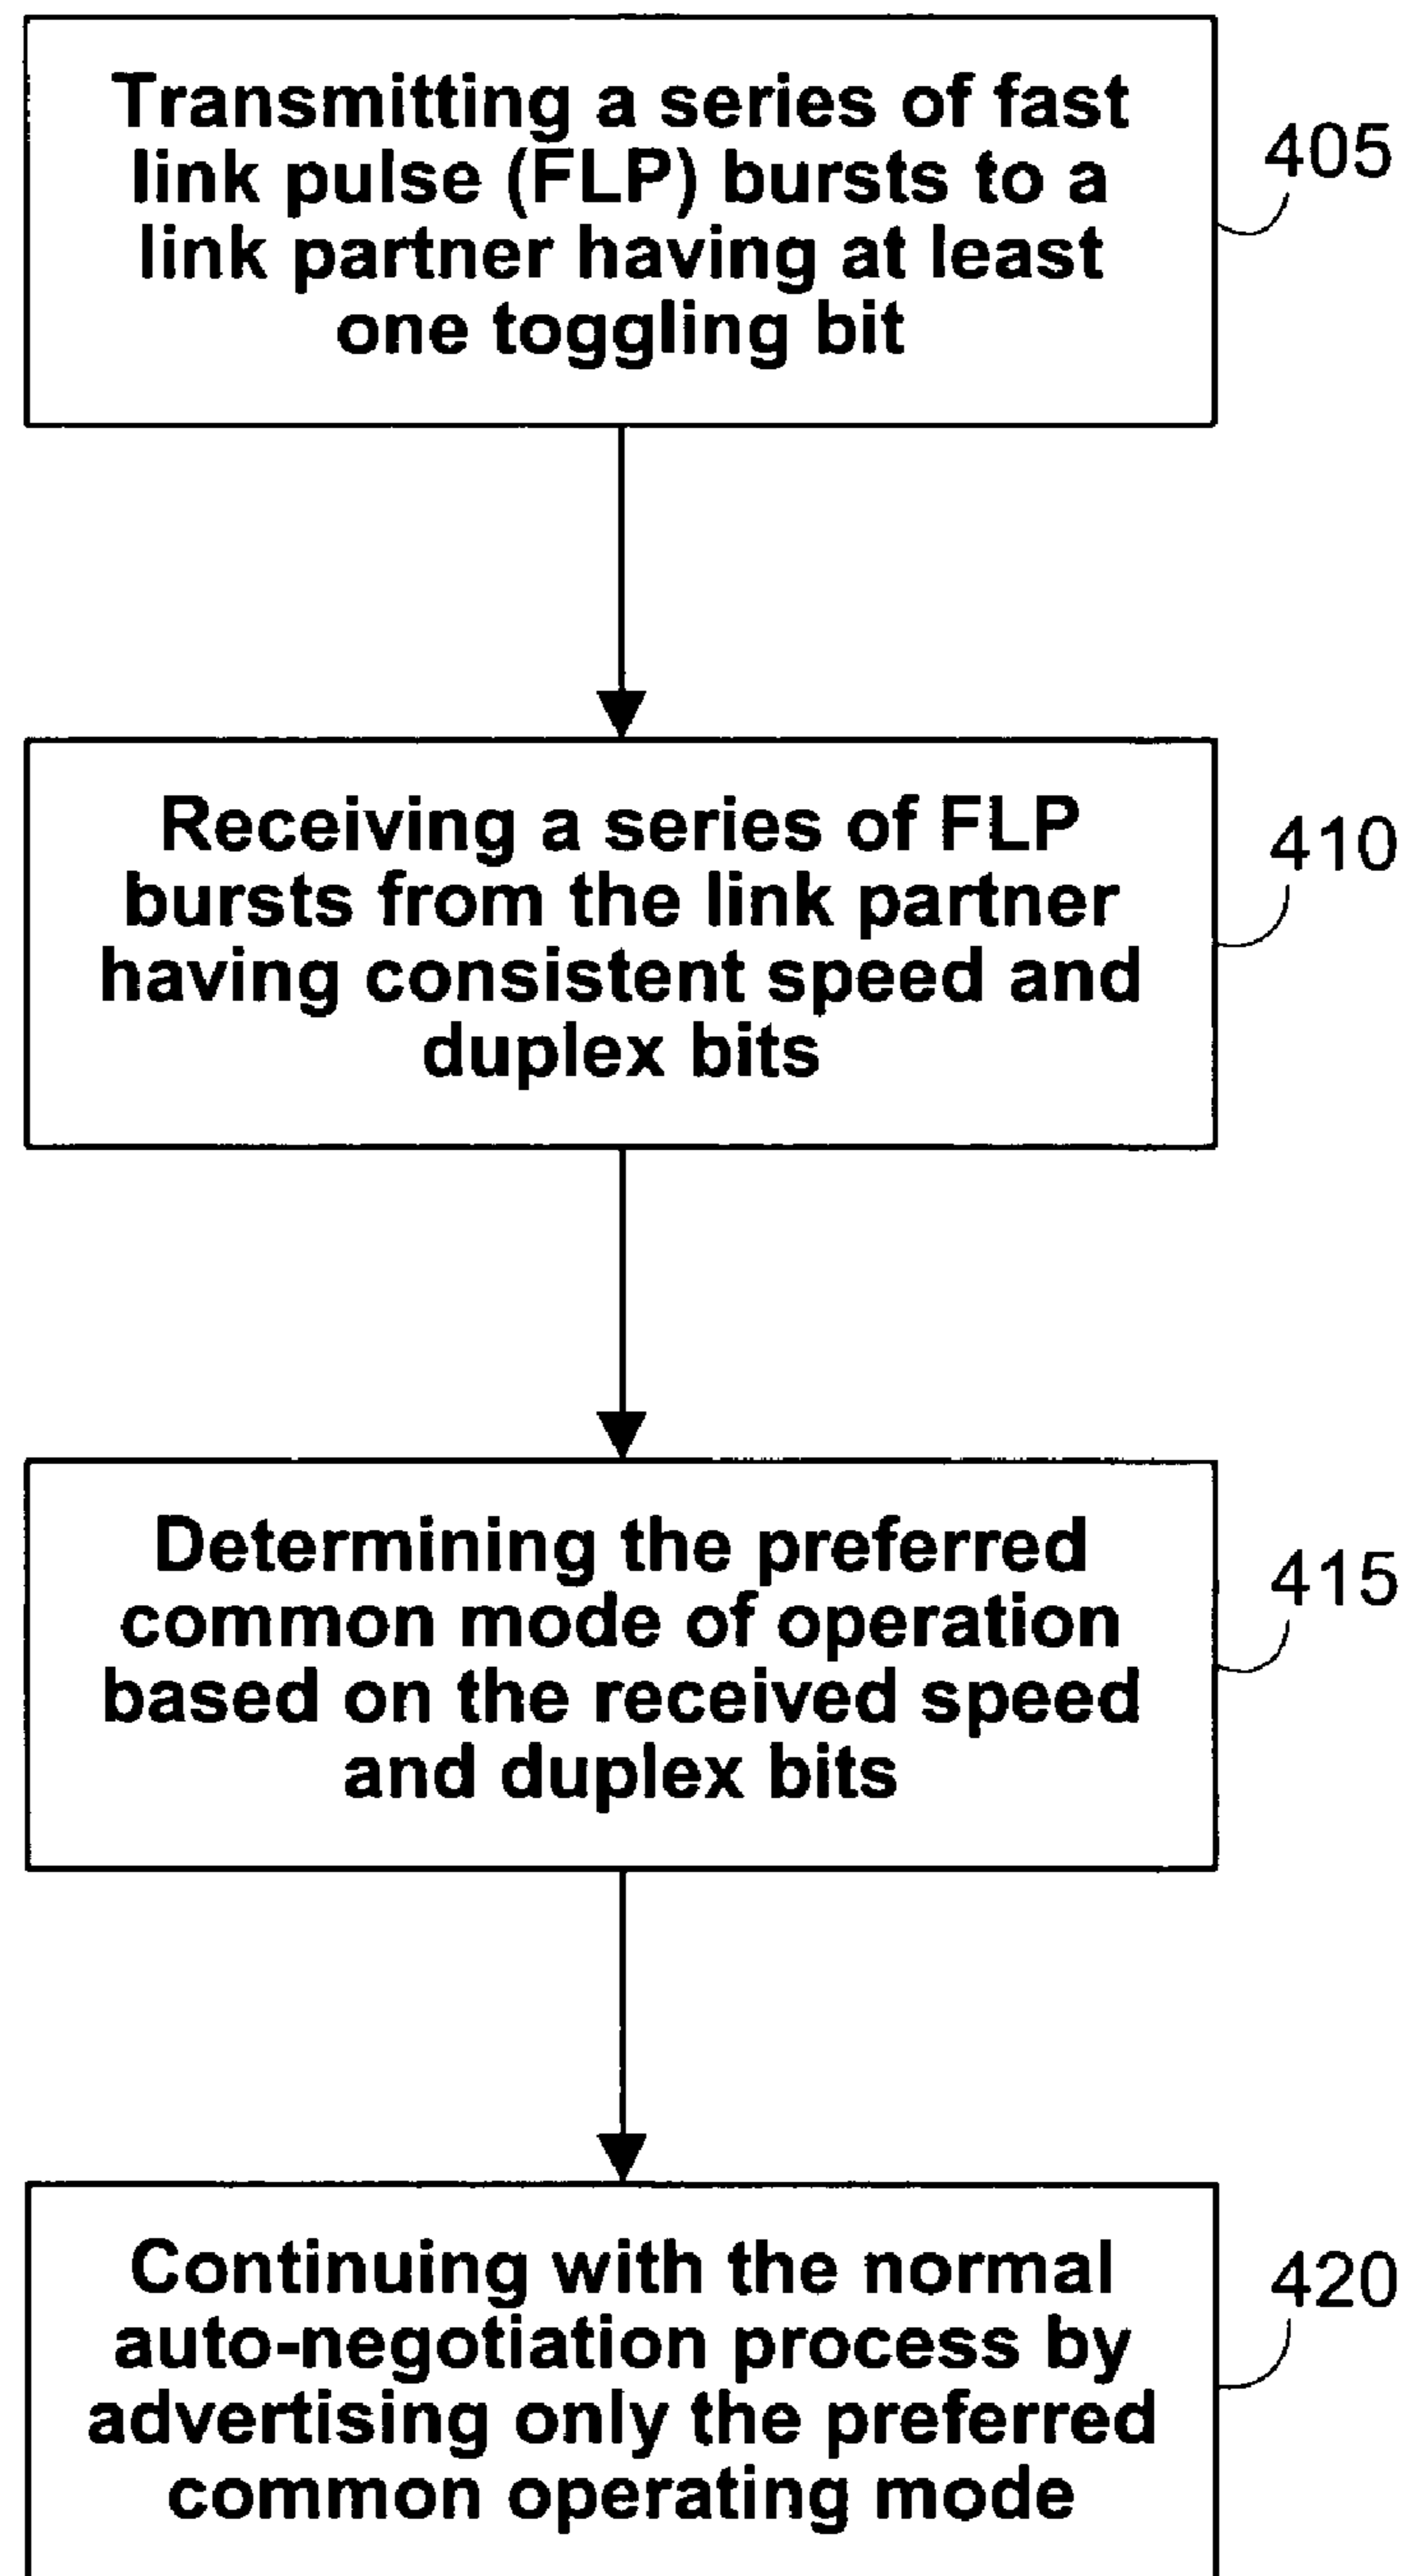 Transmitting a series of fast
link pulse (FLP) bursts to a
link partner having at least
one toggling bit
405
Receiving a series of FLP
bursts from the link partner
having consistent speed and
duplex bits
410
Determining the preferred
common mode of operation
based on the received speed
and duplex bits
415
Continuing with the normal
auto-negotiation process by
advertising only the preferred
common operating mode
420